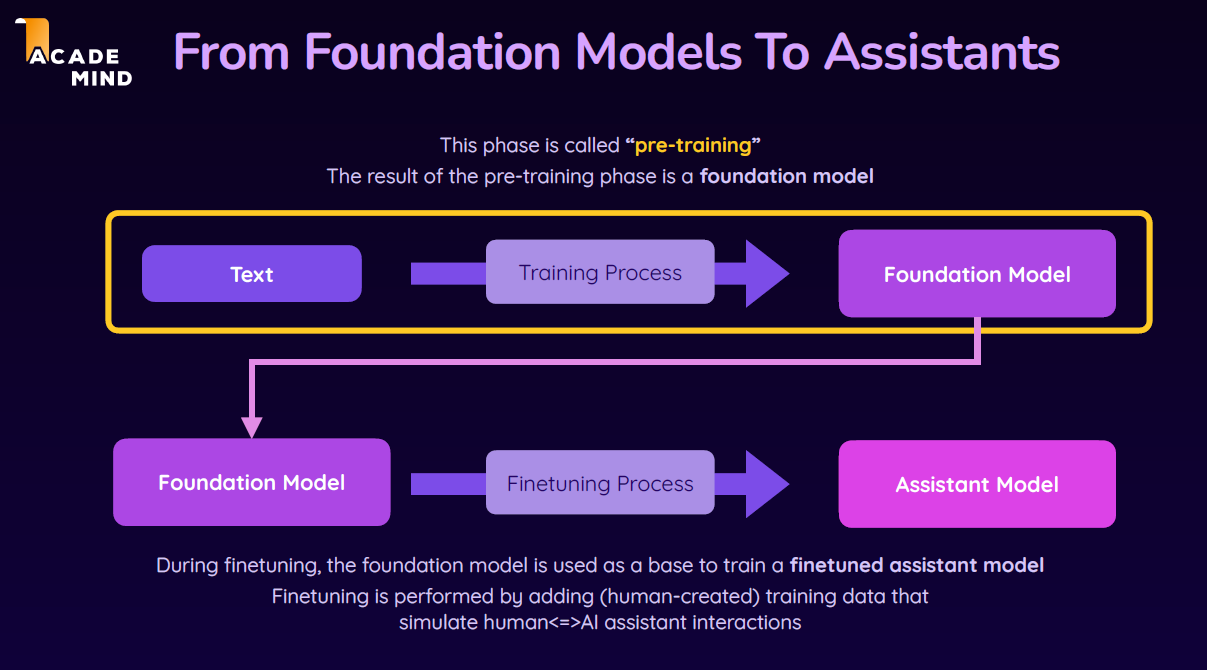 ACADE
MIND
From Foundation Models To Assistants
This phase is called “pre-training”
The result of the pre-training phase is a foundation model
Text
Training Process
Foundation Model
Foundation Model
Finetuning Process
Assistant Model
During finetuning, the foundation model is used as a base to train a finetuned assistant model
Finetuning is performed by adding (human-created) training data that
simulate human<=>AI assistant interactions